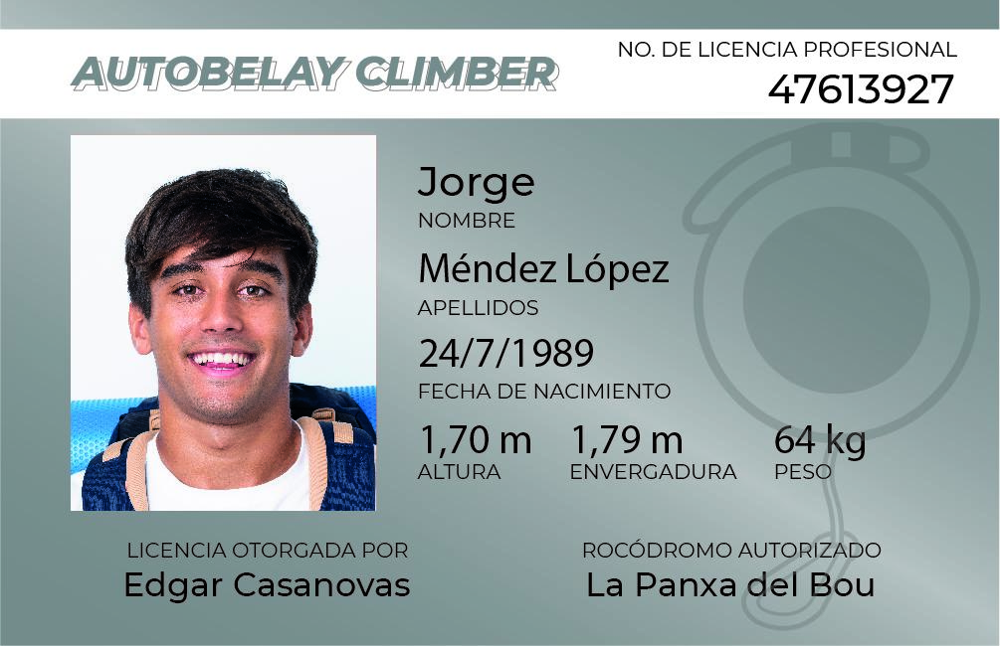 AUTOBELAY CLIMBER
NO. DE LICENCIA PROFESIONAL
47613927
Jorge
NOMBRE
Méndez López
APELLIDOS
24/7/1989
FECHA DE NACIMIENTO
1,70 m 1,79 m 64 kg
ALTURA ENVERGADURA PESO
LICENCIA OTORGADA POR ROCÓDROMO AUTORIZADO
Edgar Casanovas La Panxa del Bou